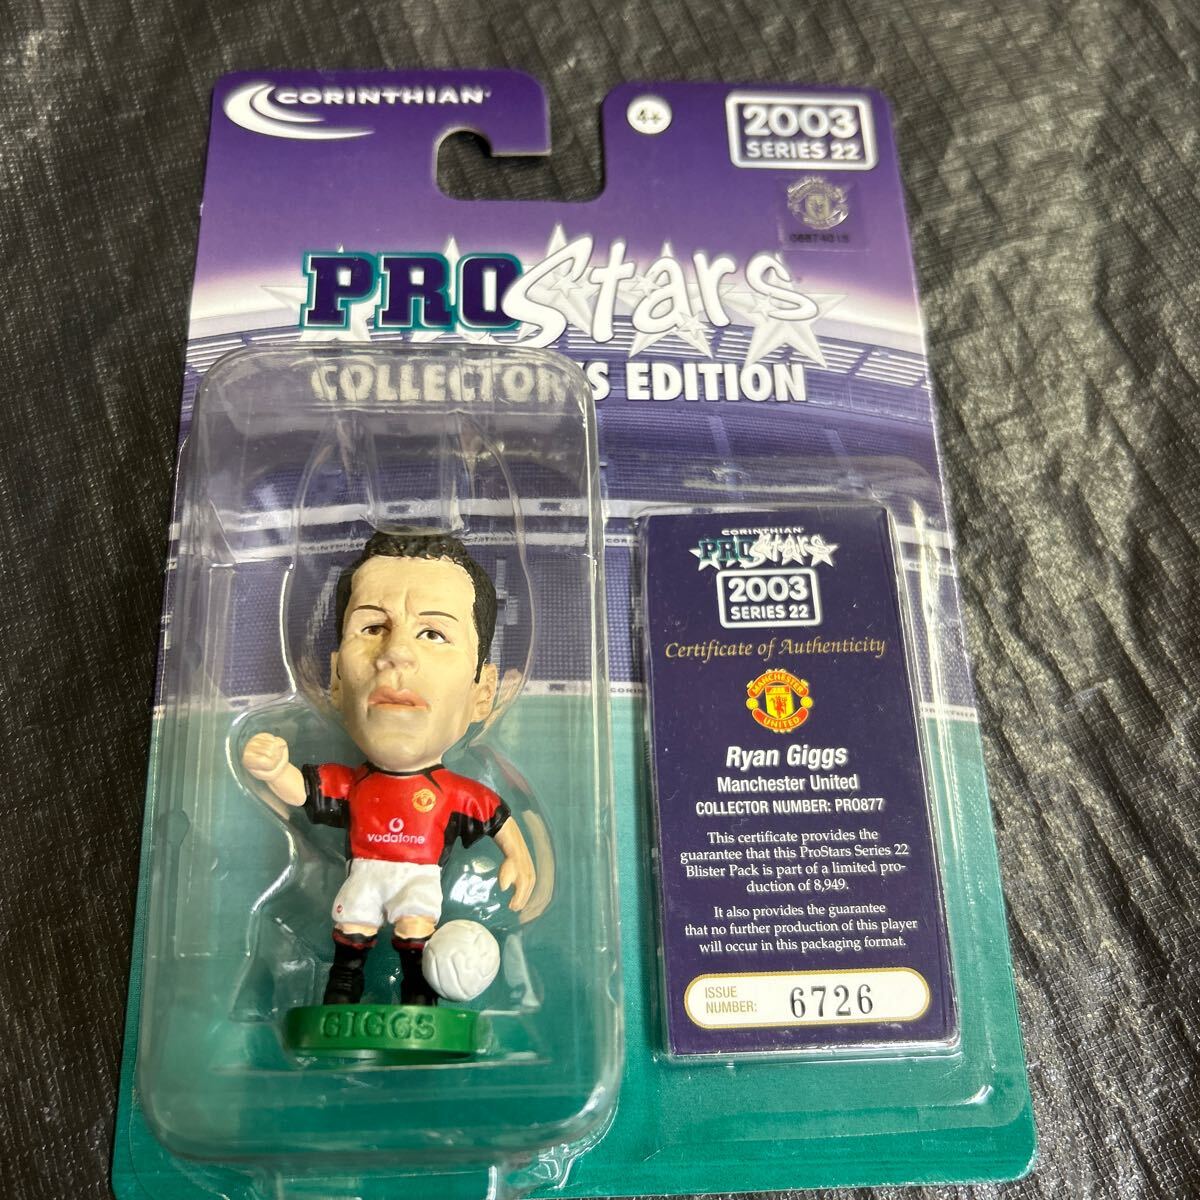 CORINTHIAN
4+
2003
SERIES 22
06874015
PROStars
COLLECTOR'S EDITION
CORINTHIAN
PROStars
2003
SERIES 22
Certificate of Authenticity
MANCHESTER
UNITED
Ryan Giggs
Manchester United
COLLECTOR NUMBER: PRO877
This certificate provides the
guarantee that this ProStars Series 22
Blister Pack is part of a limited pro-
duction of 8,949.
It also provides the guarantee
that no further production of this player
will occur in this packaging format.
ISSUE
NUMBER: 6726
vodafone
GIGGS